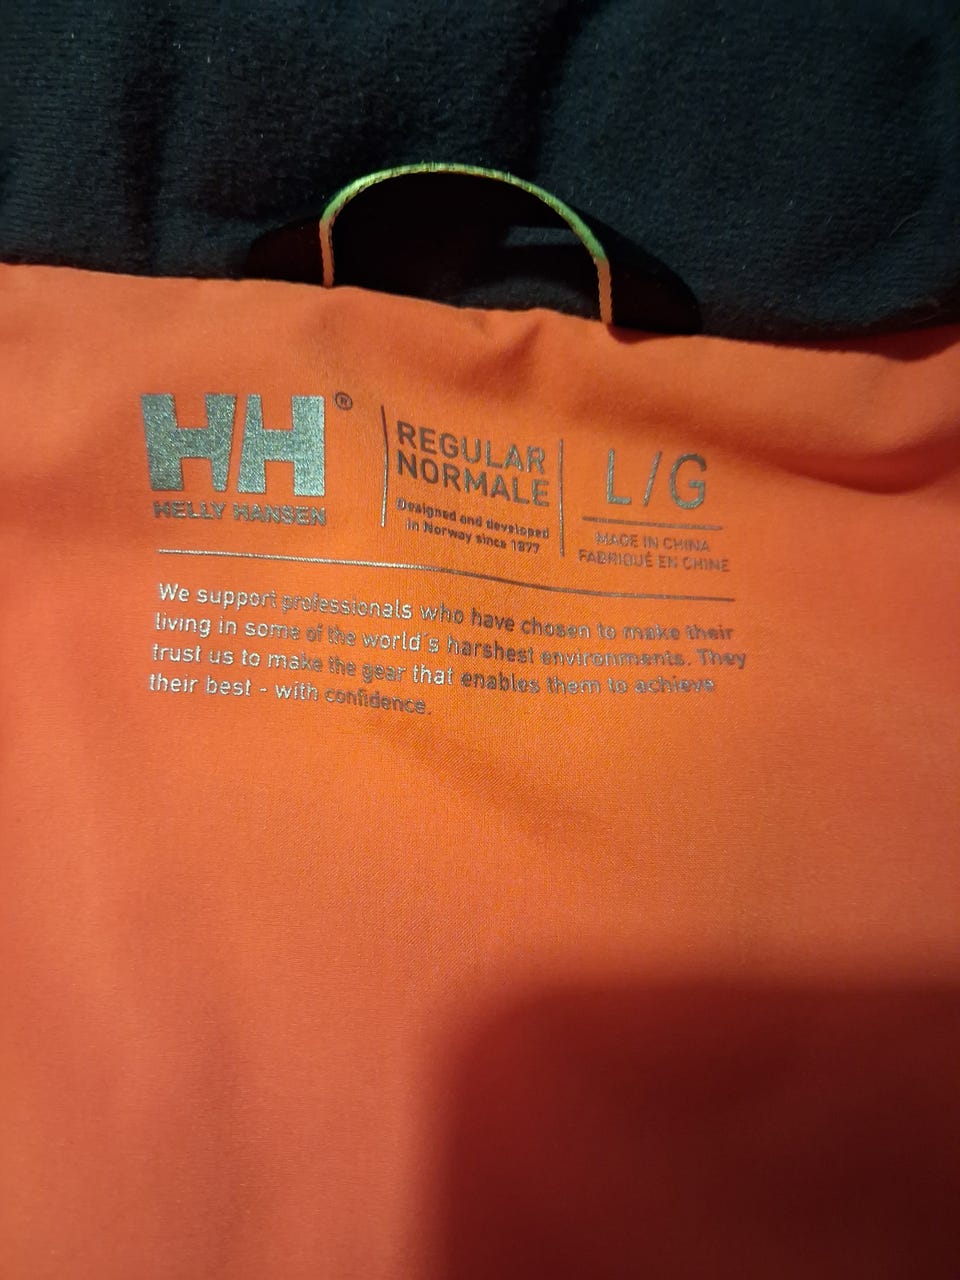 HH®
HELLY HANSEN
REGULAR
NORMALE
Designed and developed
in Norway since 1877
L/G
MADE IN CHINA
FABRIQUÉ EN CHINE
We support professionals who have chosen to make their
living in some of the world´s harshest environments. They
trust us to make the gear that enables them to achieve
their best - with confidence.